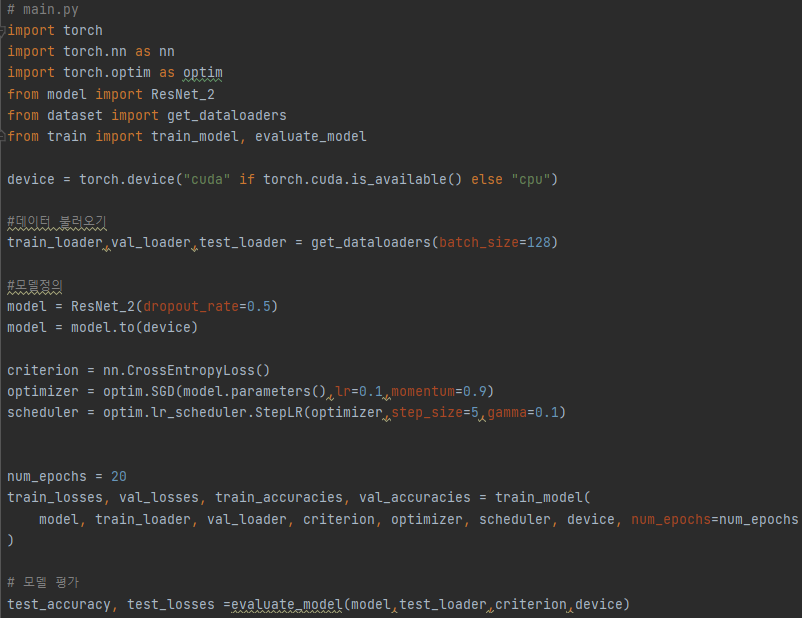 # main.py
import torch
import torch.nn as nn
import torch.optim as optim
from model import ResNet_2
from dataset import get_dataloaders
from train import train_model, evaluate_model
device = torch.device("cuda" if torch.cuda.is_available() else "cpu")
#데이터 불러오기
train_loader,val_loader,test_loader = get_dataloaders(batch_size=128)
#모델정의
model = ResNet_2(dropout_rate=0.5)
model = model.to(device)
criterion = nn.CrossEntropyLoss()
optimizer = optim.SGD(model.parameters(),lr=0.1,momentum=0.9)
scheduler = optim.lr_scheduler.StepLR(optimizer,step_size=5,gamma=0.1)
num_epochs = 20
train_losses, val_losses, train_accuracies, val_accuracies = train_model(
    model, train_loader, val_loader, criterion, optimizer, scheduler, device, num_epochs=num_epochs
)
# 모델 평가
test_accuracy, test_losses =evaluate_model(model,test_loader,criterion,device)